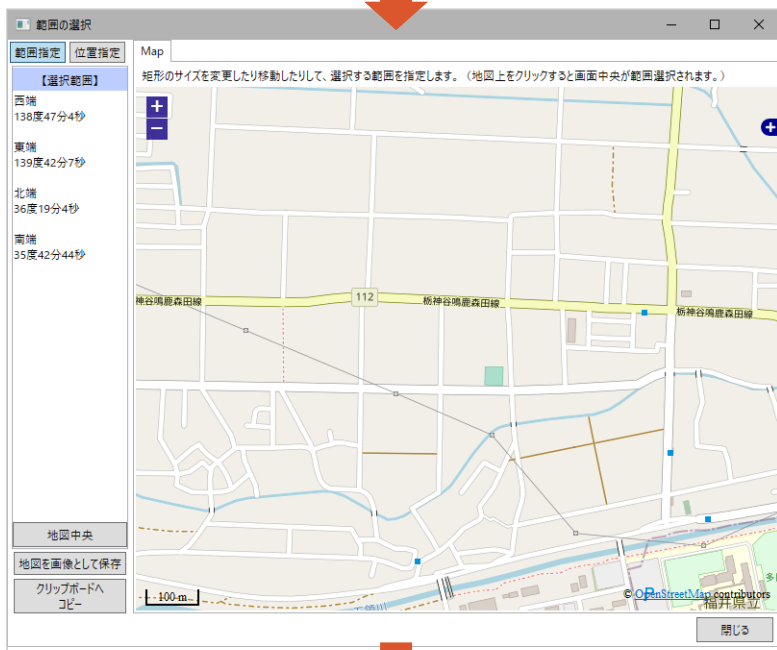 範囲の選択
範囲指定 位置指定
Map
【選択範囲】
西端
138度47分4秒
東端
139度42分7秒
北端
36度19分4秒
南端
35度42分44秒
地図中央
地図を画像として保存
クリップボードへ
コピー
矩形のサイズを変更したり移動したりして、選択する範囲を指定します。（地図上をクリックすると画面中央が範囲選択されます。）
+
−
+
神谷鳴鹿森田線
112
栃神谷鳴鹿森田線
栃神谷鳴鹿森田線
100 m
P
多
© OpenStreetMap contributors
福井県立
閉じる